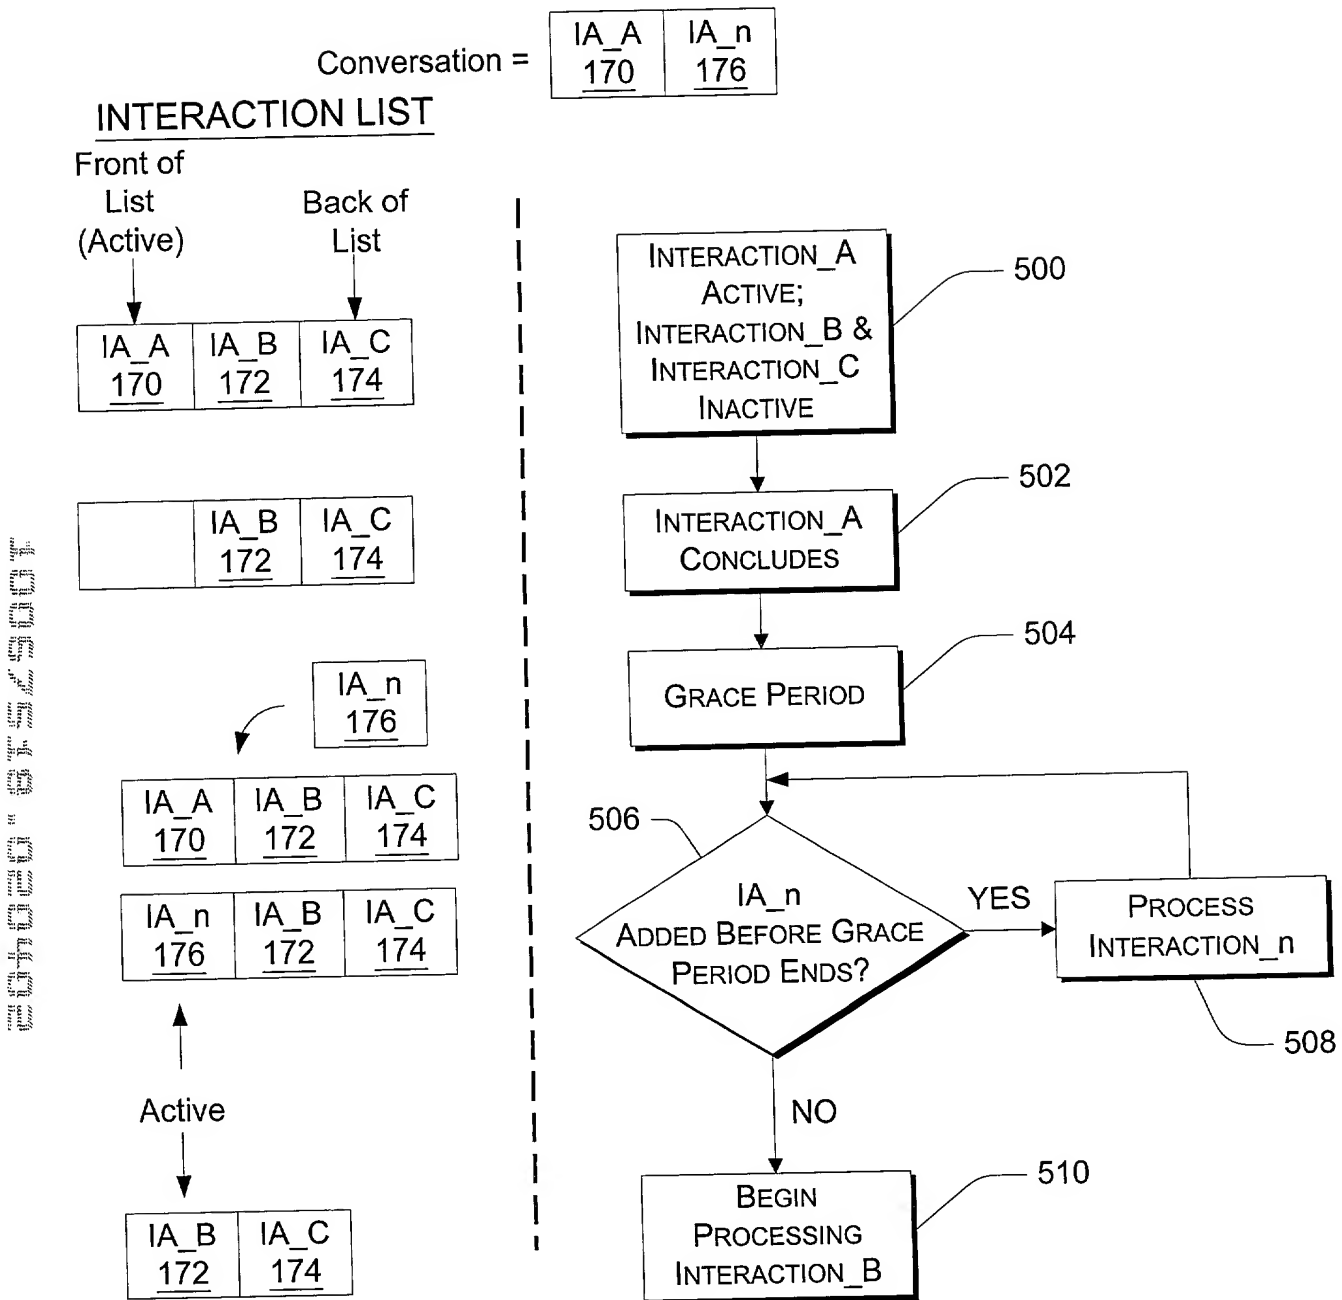 Conversation =
IA_A
170
IA_n
176
INTERACTION LIST
Front of
List
(Active)
Back of
List
IA_A
170
IA_B
172
IA_C
174
IA_B
172
IA_C
174
IA_n
176
IA_A
170
IA_B
172
IA_C
174
IA_n
176
IA_B
172
IA_C
174
Active
IA_B
172
IA_C
174
INTERACTION_A
ACTIVE;
INTERACTION_B &
INTERACTION_C
INACTIVE
500
INTERACTION_A
CONCLUDES
502
GRACE PERIOD
504
506
IA_n
ADDED BEFORE GRACE
PERIOD ENDS?
YES
PROCESS
INTERACTION_n
508
NO
BEGIN
PROCESSING
INTERACTION_B
510